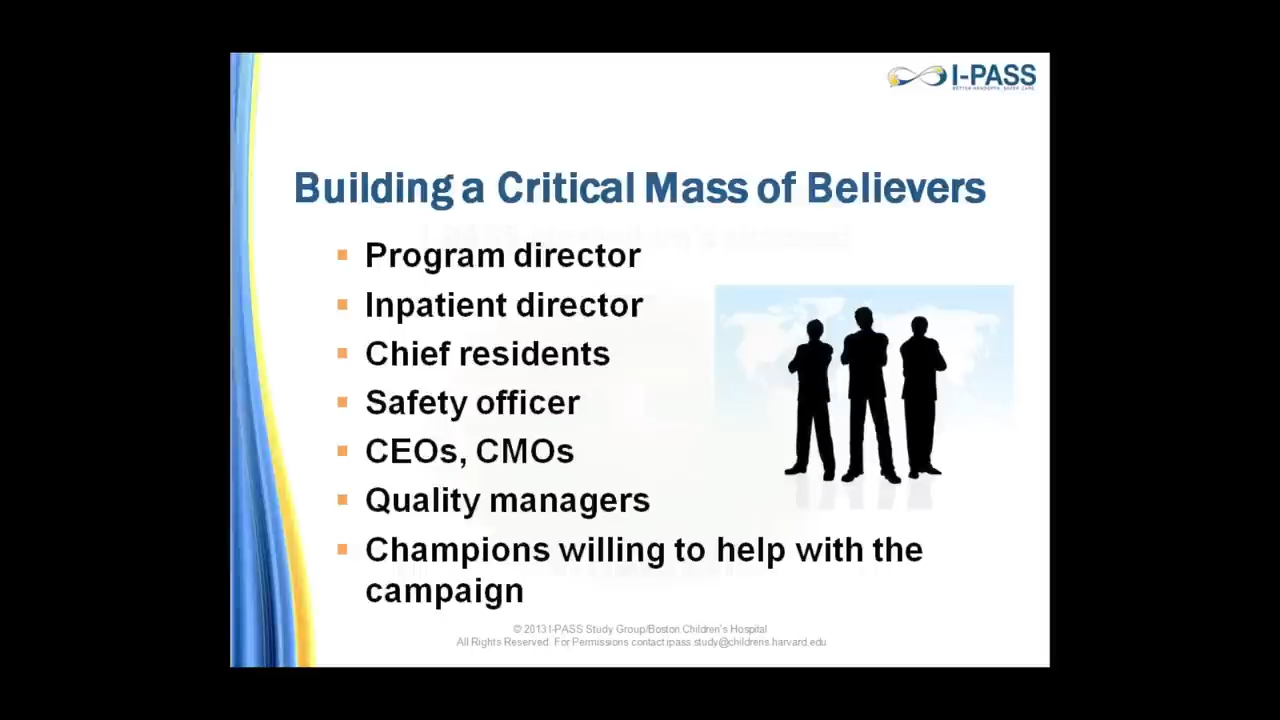 I-PASS
BETTER HANDOFFS. SAFER CARE.
Building a Critical Mass of Believers
Program director
Inpatient director
Chief residents
Safety officer
CEOs, CMOs
Quality managers
Champions willing to help with the
campaign
© 2013 I-PASS Study Group/Boston Children's Hospital
All Rights Reserved. For Permissions contact ipass.study@childrens.harvard.edu